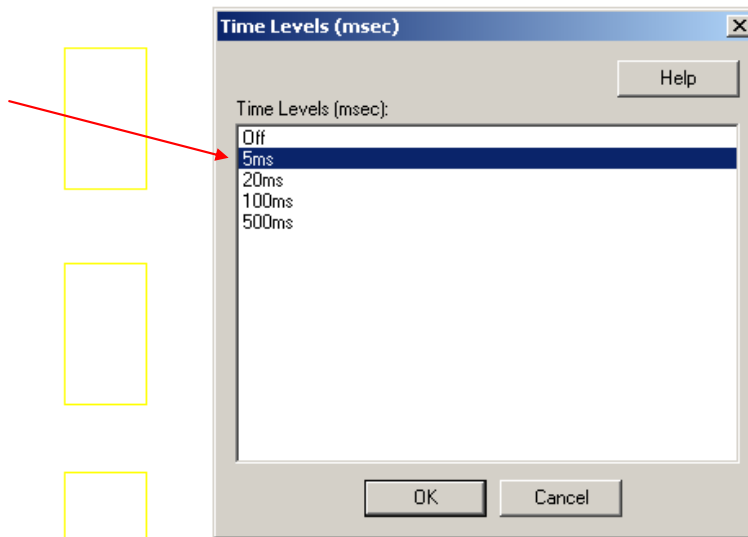 Time Levels (msec)
Help
Time Levels (msec):
Off
5ms
20ms
100ms
500ms
OK
Cancel